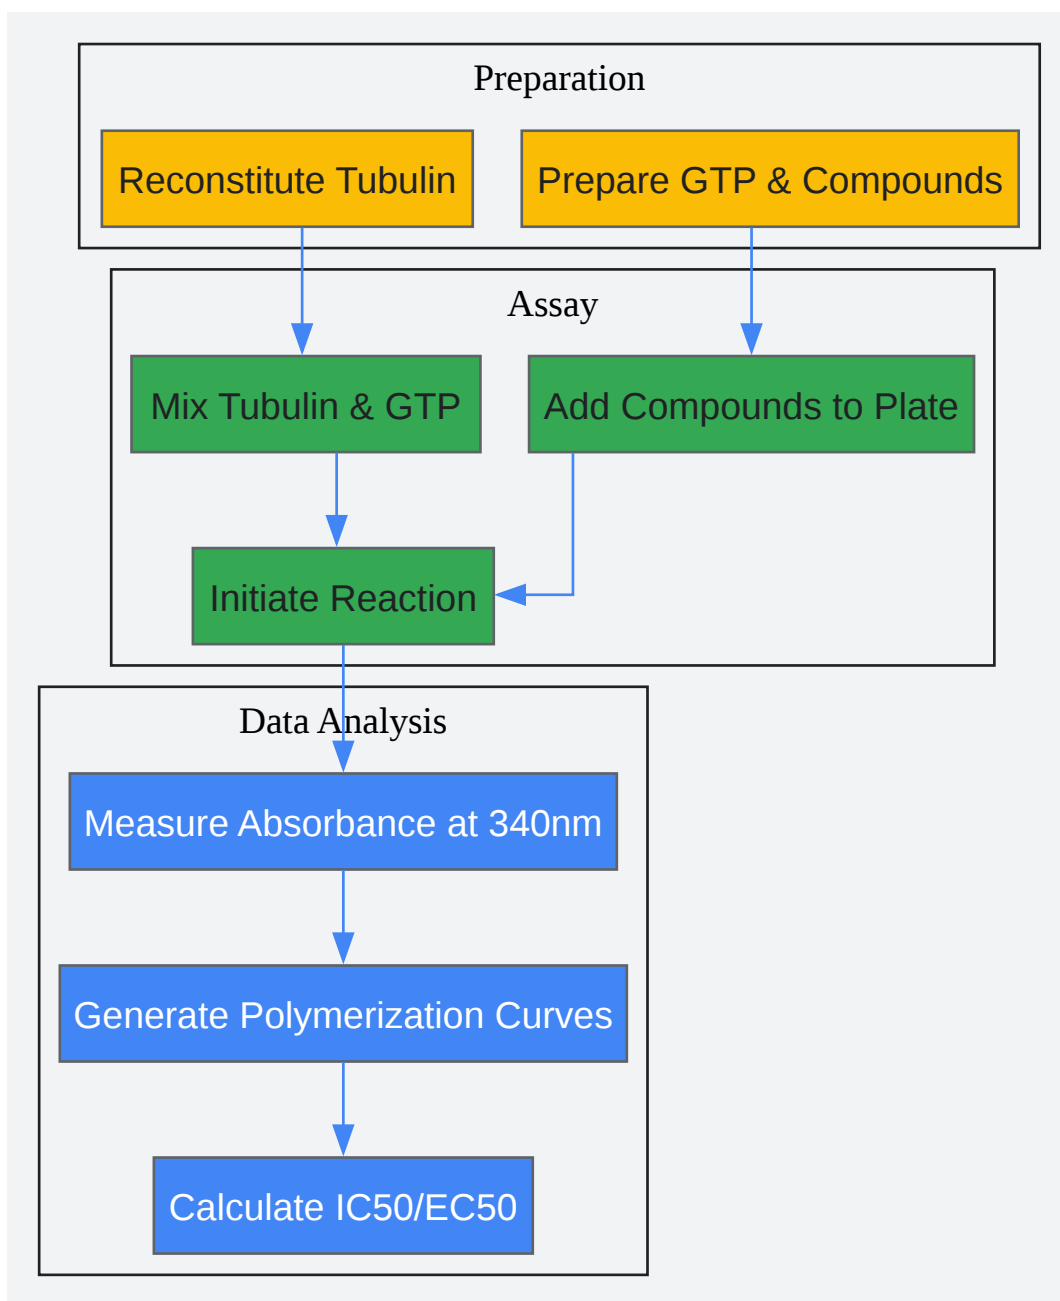 Preparation
Reconstitute Tubulin
Prepare GTP & Compounds
Assay
Mix Tubulin & GTP
Add Compounds to Plate
Initiate Reaction
Data Analysis
Measure Absorbance at 340nm
Generate Polymerization Curves
Calculate IC50/EC50